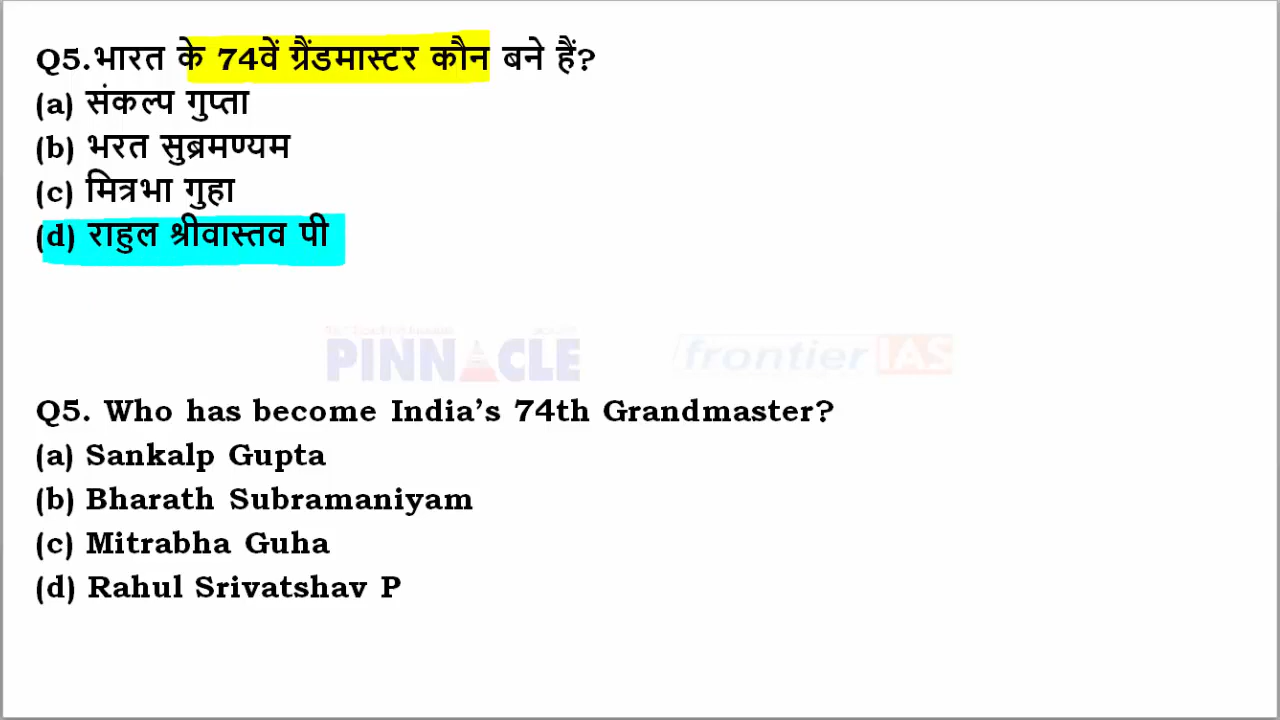 Q5.भारत के 74वें ग्रैंडमास्टर कौन बने हैं?
(a) संकल्प गुप्ता
(b) भरत सुब्रमण्यम
(c) मित्रभा गुहा
(d) राहुल श्रीवास्तव पी
PINNACLE frontier IAS
Q5. Who has become India’s 74th Grandmaster?
(a) Sankalp Gupta
(b) Bharath Subramaniyam
(c) Mitrabha Guha
(d) Rahul Srivatshav P